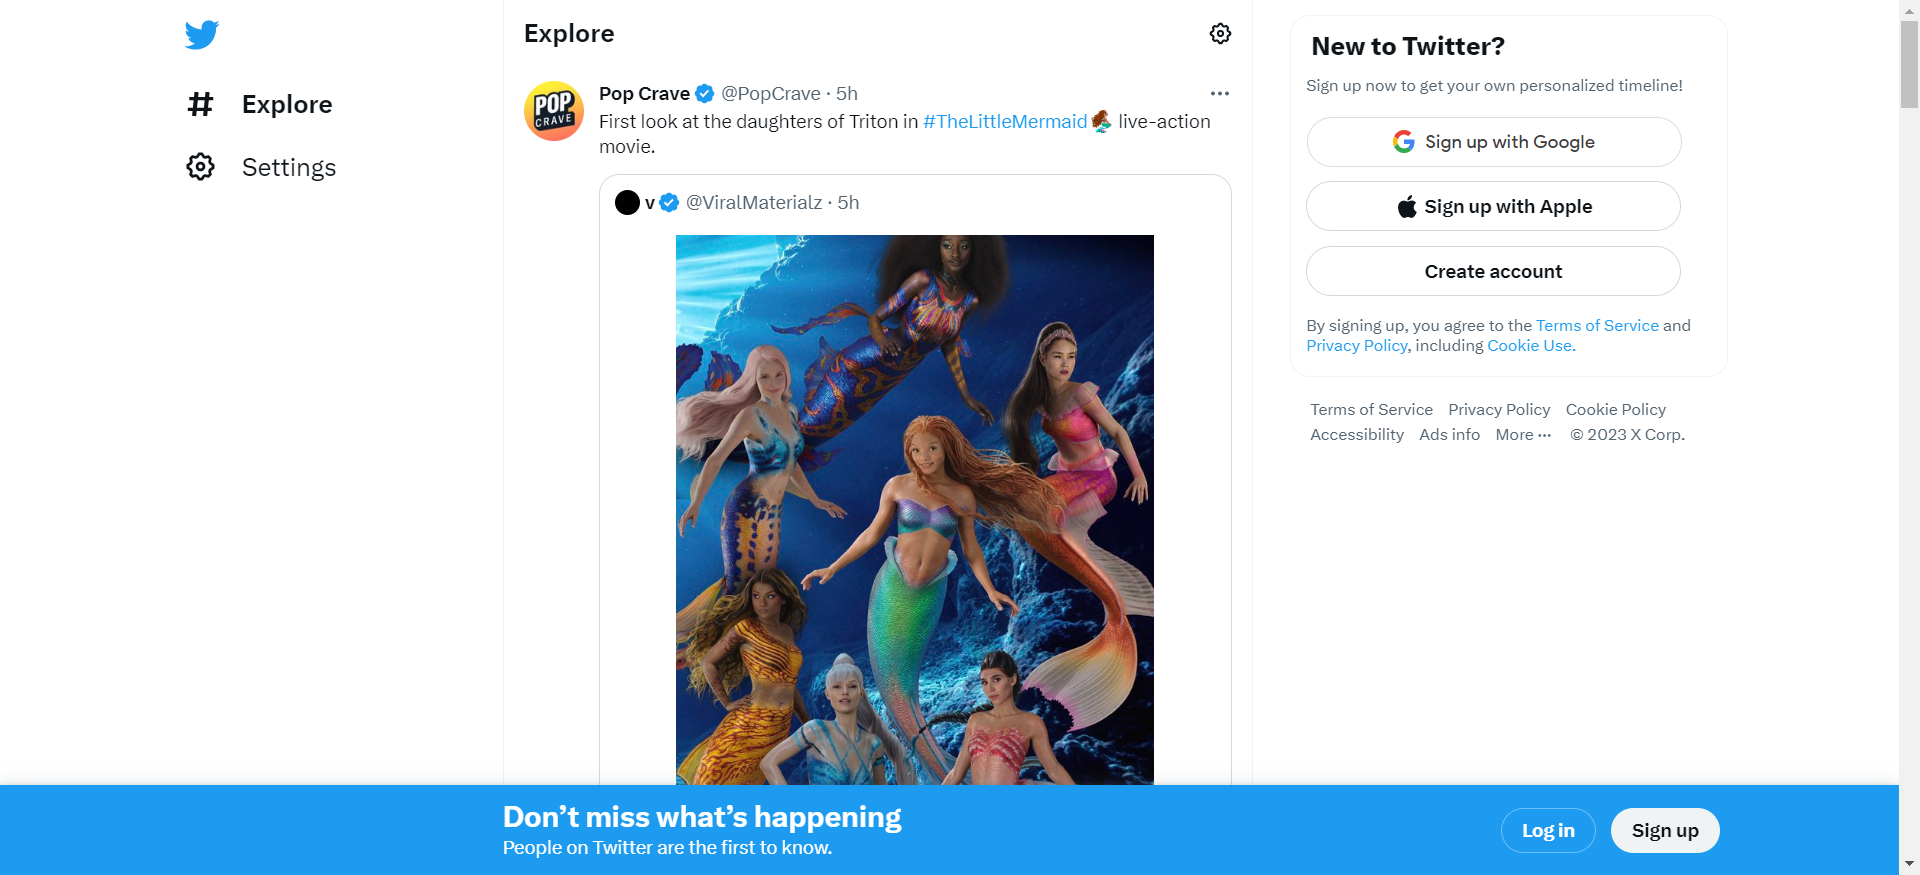 Explore
Settings
Explore
POP
CRAVE
Pop Crave @PopCrave · 5h
First look at the daughters of Triton in #TheLittleMermaid live-action
movie.
v @ViralMaterialz · 5h
New to Twitter?
Sign up now to get your own personalized timeline!
Sign up with Google
Sign up with Apple
Create account
By signing up, you agree to the Terms of Service and
Privacy Policy, including Cookie Use.
Terms of Service Privacy Policy Cookie Policy
Accessibility Ads info More ··· © 2023 X Corp.
Don’t miss what’s happening
People on Twitter are the first to know.
Log in
Sign up